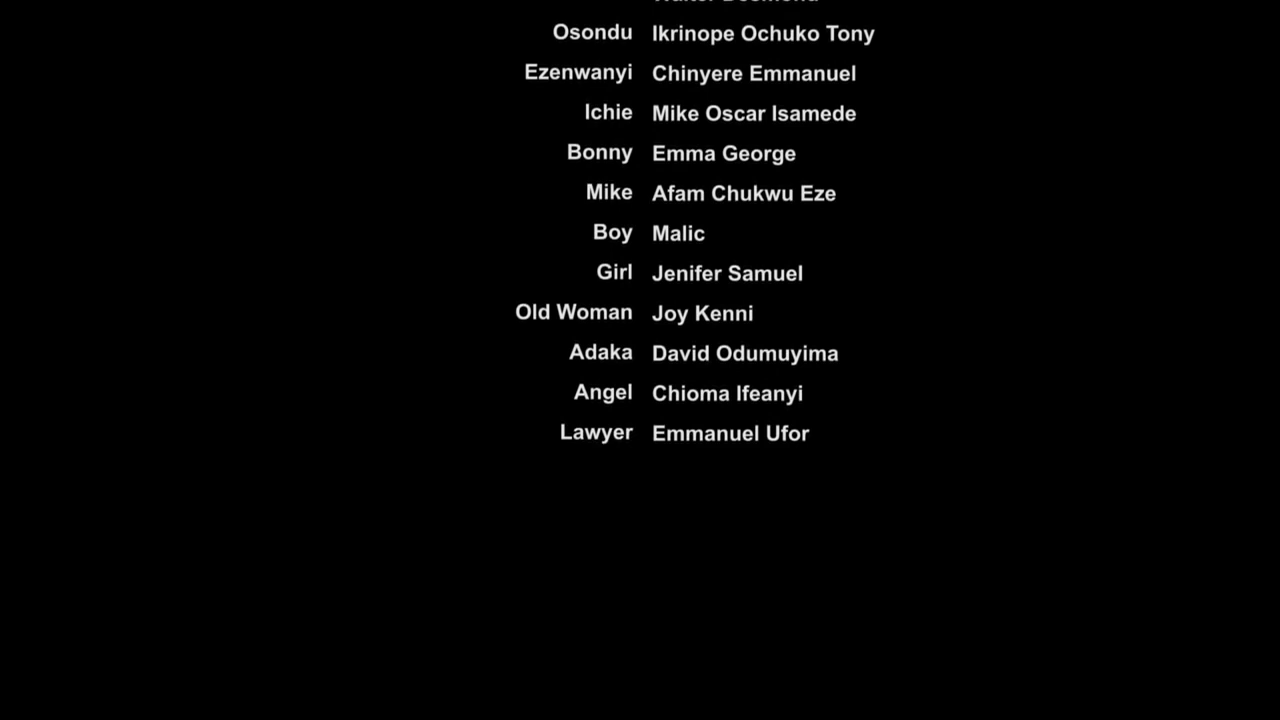 Osondu Ikrinope Ochuko Tony
Ezenwanyi Chinyere Emmanuel
Ichie Mike Oscar Isamede
Bonny Emma George
Mike Afam Chukwu Eze
Boy Malic
Girl Jenifer Samuel
Old Woman Joy Kenni
Adaka David Odumuyima
Angel Chioma Ifeanyi
Lawyer Emmanuel Ufor